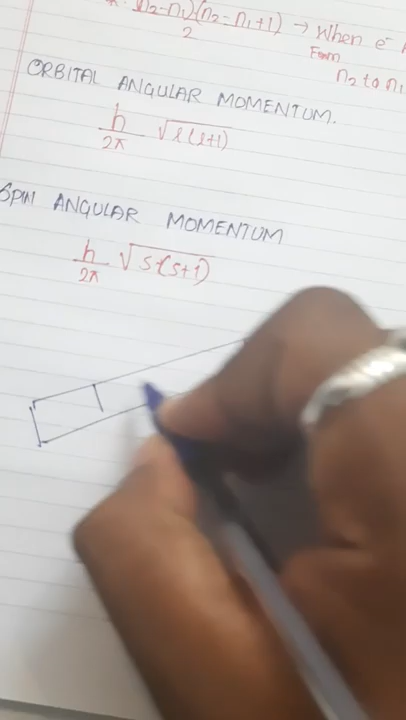 (n₂-n₁)(n₂-n₁+1) → When e⁻
2
From
n₂ to n₁
ORBITAL ANGULAR MOMENTUM.
h/2π √l(l+1)
SPIN ANGULAR MOMENTUM
h/2π √s(s+1)